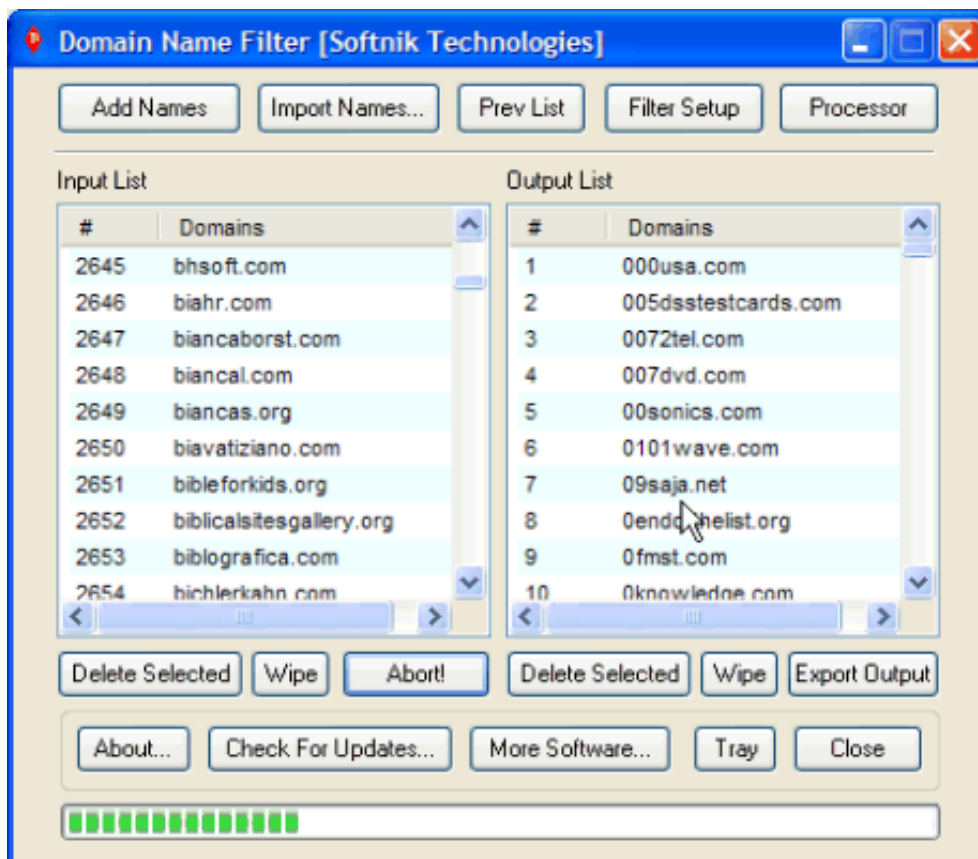 Domain Name Filter [Softnik Technologies]
Add Names Import Names... Prev List Filter Setup Processor
Input List
# Domains
2645 bhsoft.com
2646 biahr.com
2647 biancaborst.com
2648 biancal.com
2649 biancas.org
2650 biavatiziano.com
2651 bibleforkids.org
2652 biblicalsitesgallery.org
2653 biblografica.com
2654 bichlerkahn.com
Delete Selected Wipe Abort!
Output List
# Domains
1 000usa.com
2 005dsstestcards.com
3 0072tel.com
4 007dvd.com
5 00sonics.com
6 0101wave.com
7 09saja.net
8
9 0fmst.com
10 0knowledge.com
Delete Selected Wipe Export Output
About... Check For Updates... More Software... Tray Close